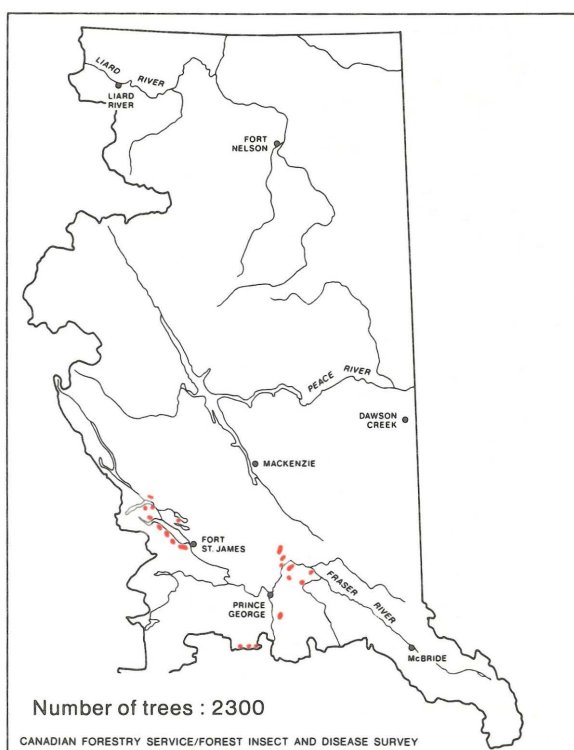 LIARD
RIVER
LIARD
RIVER
FORT
NELSON
PEACE RIVER
DAWSON
CREEK
MACKENZIE
FORT
ST. JAMES
FRASER
RIVER
PRINCE
GEORGE
McBRIDE
Number of trees : 2300
CANADIAN FORESTRY SERVICE/FOREST INSECT AND DISEASE SURVEY